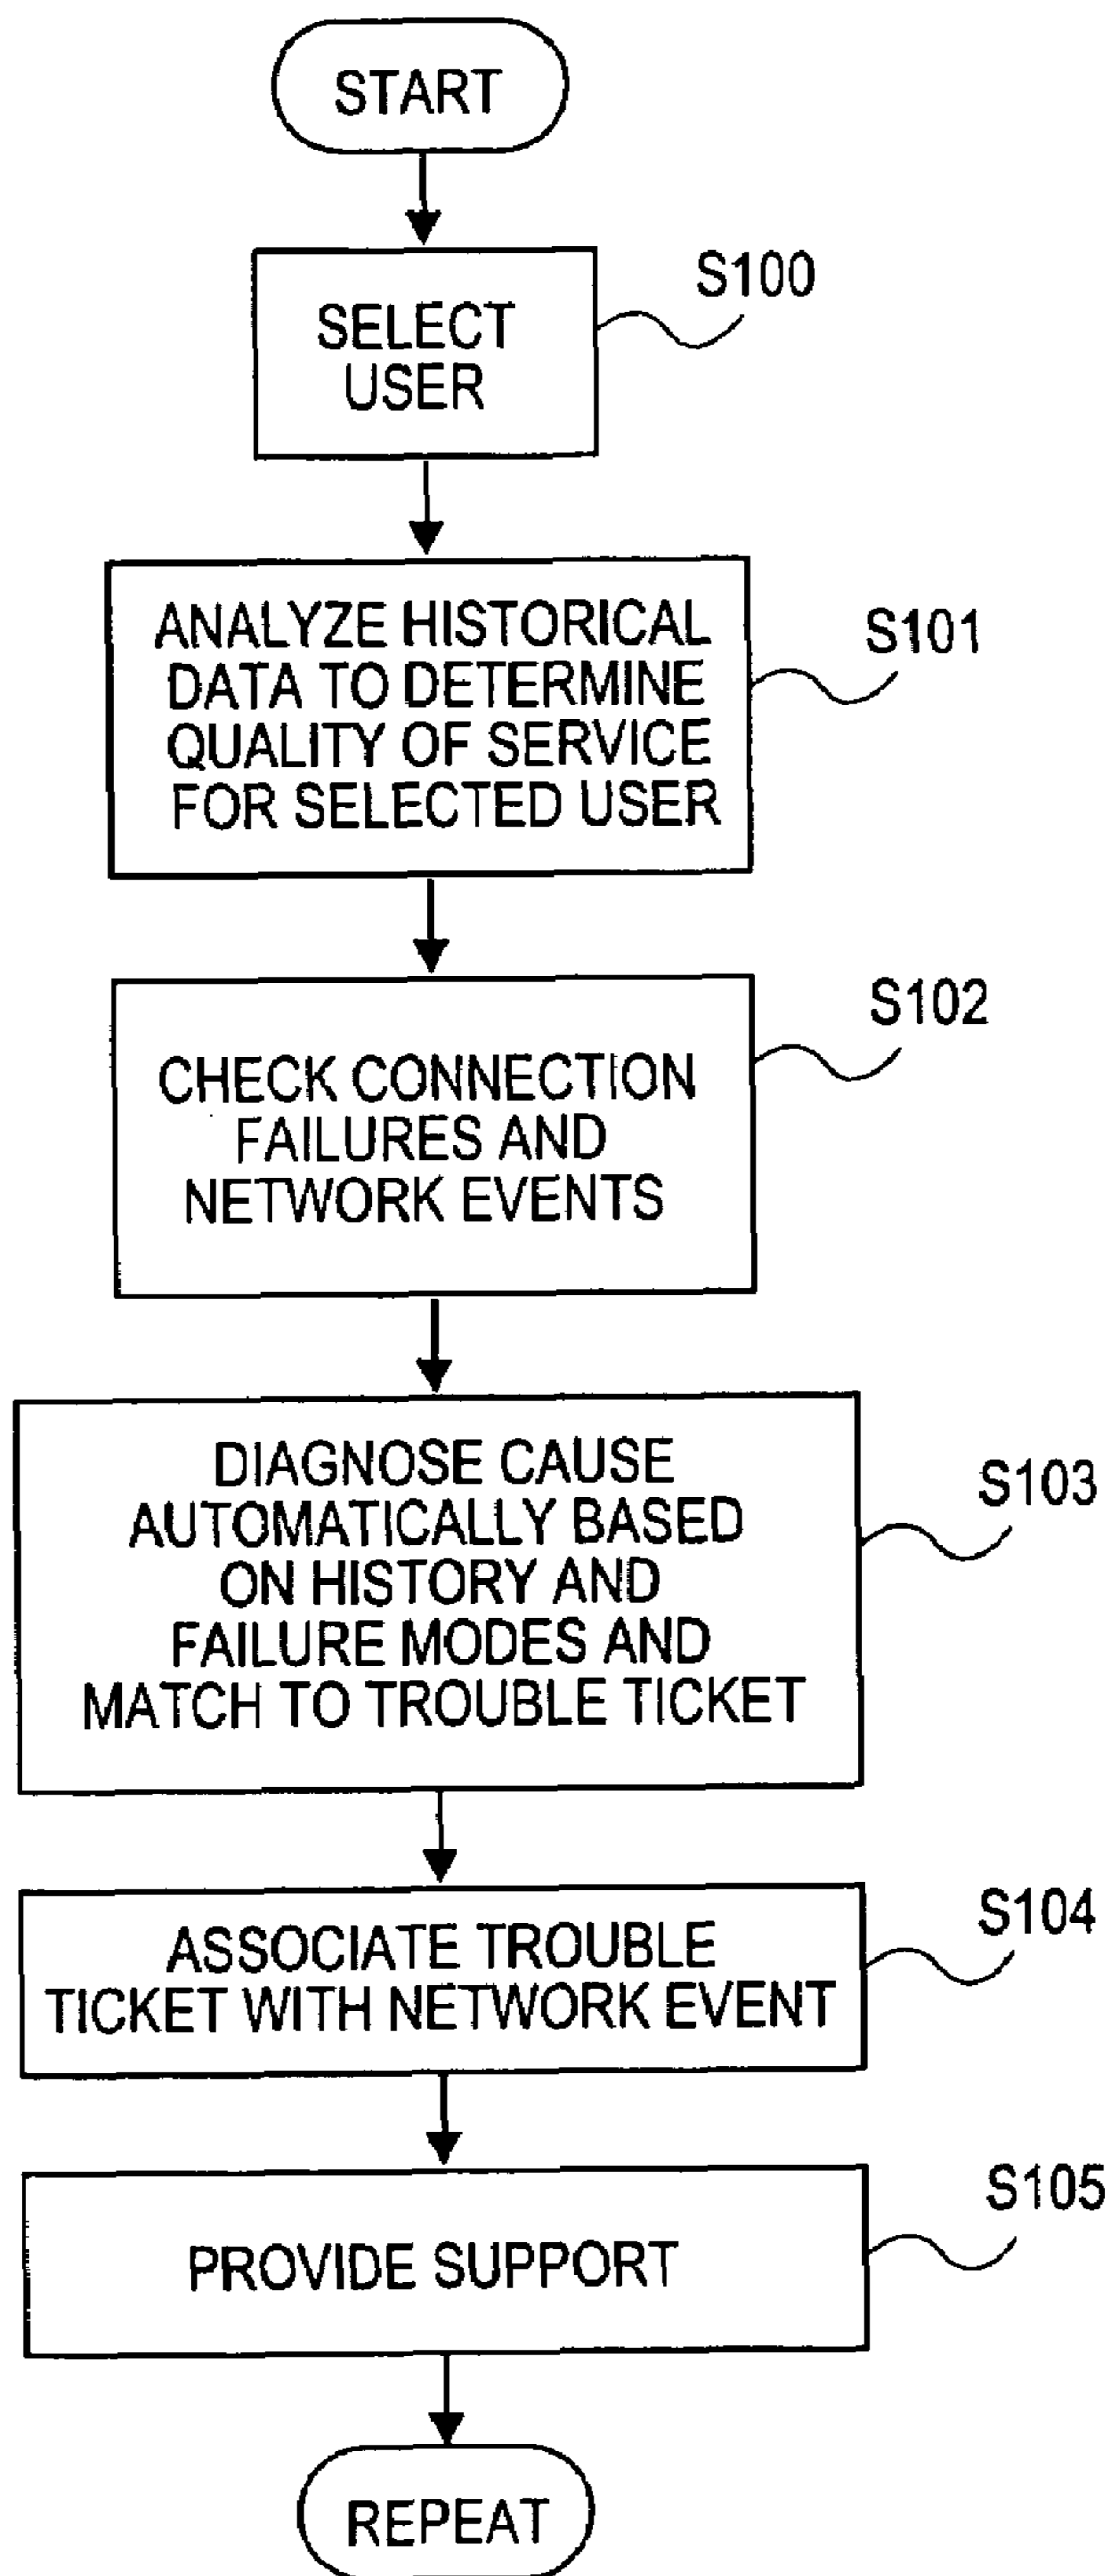 START
S100
SELECT
USER
S101
ANALYZE HISTORICAL
DATA TO DETERMINE
QUALITY OF SERVICE
FOR SELECTED USER
S102
CHECK CONNECTION
FAILURES AND
NETWORK EVENTS
S103
DIAGNOSE CAUSE
AUTOMATICALLY BASED
ON HISTORY AND
FAILURE MODES AND
MATCH TO TROUBLE TICKET
S104
ASSOCIATE TROUBLE
TICKET WITH NETWORK EVENT
S105
PROVIDE SUPPORT
REPEAT